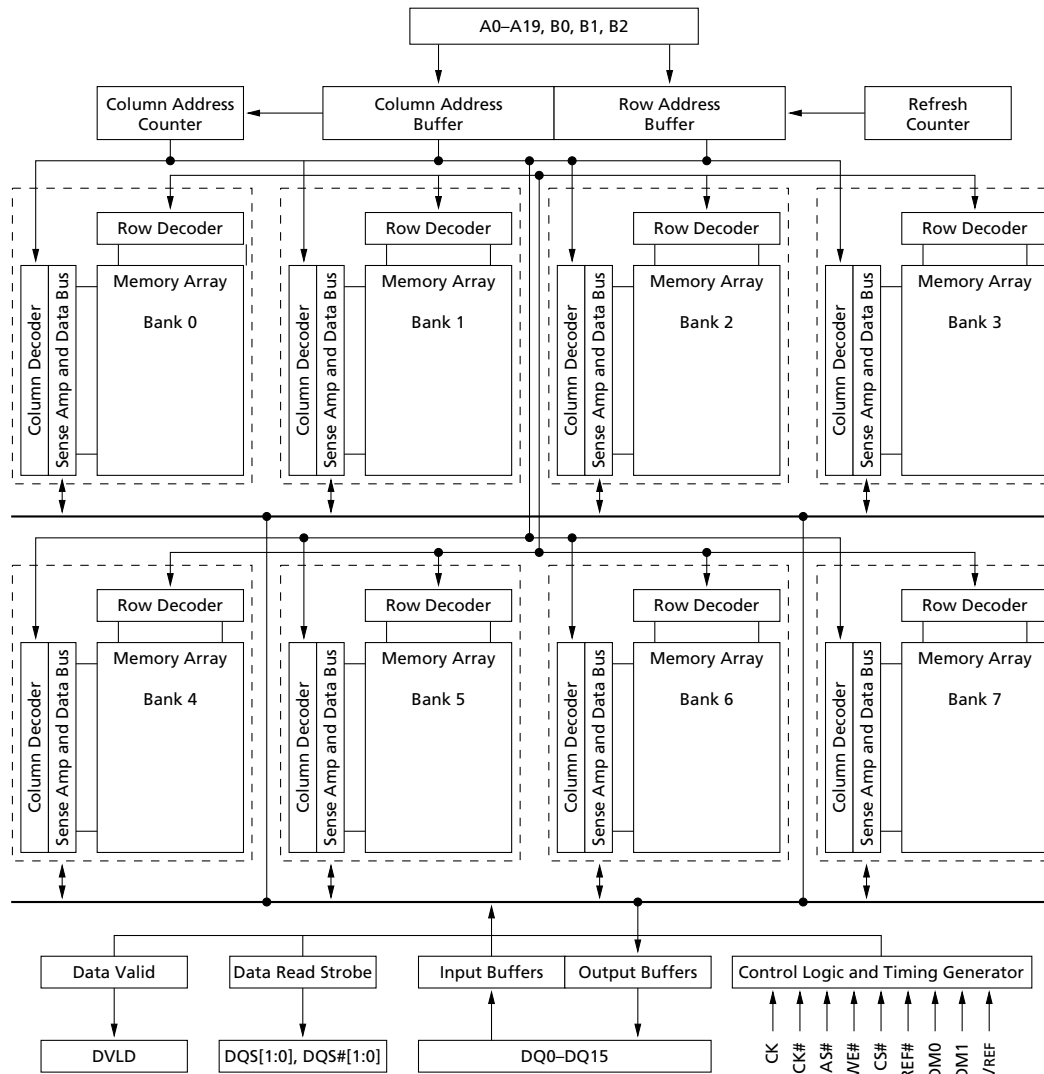 A0–A19, B0, B1, B2
Column Address
Counter
Column Address
Buffer
Row Address
Buffer
Refresh
Counter
Row Decoder
Row Decoder
Row Decoder
Row Decoder
Column Decoder
Sense Amp and Data Bus
Memory Array
Bank 0
Column Decoder
Sense Amp and Data Bus
Memory Array
Bank 1
Column Decoder
Sense Amp and Data Bus
Memory Array
Bank 2
Column Decoder
Sense Amp and Data Bus
Memory Array
Bank 3
Row Decoder
Row Decoder
Row Decoder
Row Decoder
Column Decoder
Sense Amp and Data Bus
Memory Array
Bank 4
Column Decoder
Sense Amp and Data Bus
Memory Array
Bank 5
Column Decoder
Sense Amp and Data Bus
Memory Array
Bank 6
Column Decoder
Sense Amp and Data Bus
Memory Array
Bank 7
Data Valid
Data Read Strobe
Input Buffers
Output Buffers
Control Logic and Timing Generator
DVLD
DQS[1:0], DQS#[1:0]
DQ0–DQ15
CK
CK#
AS#
WE#
CS#
REF#
DM0
DM1